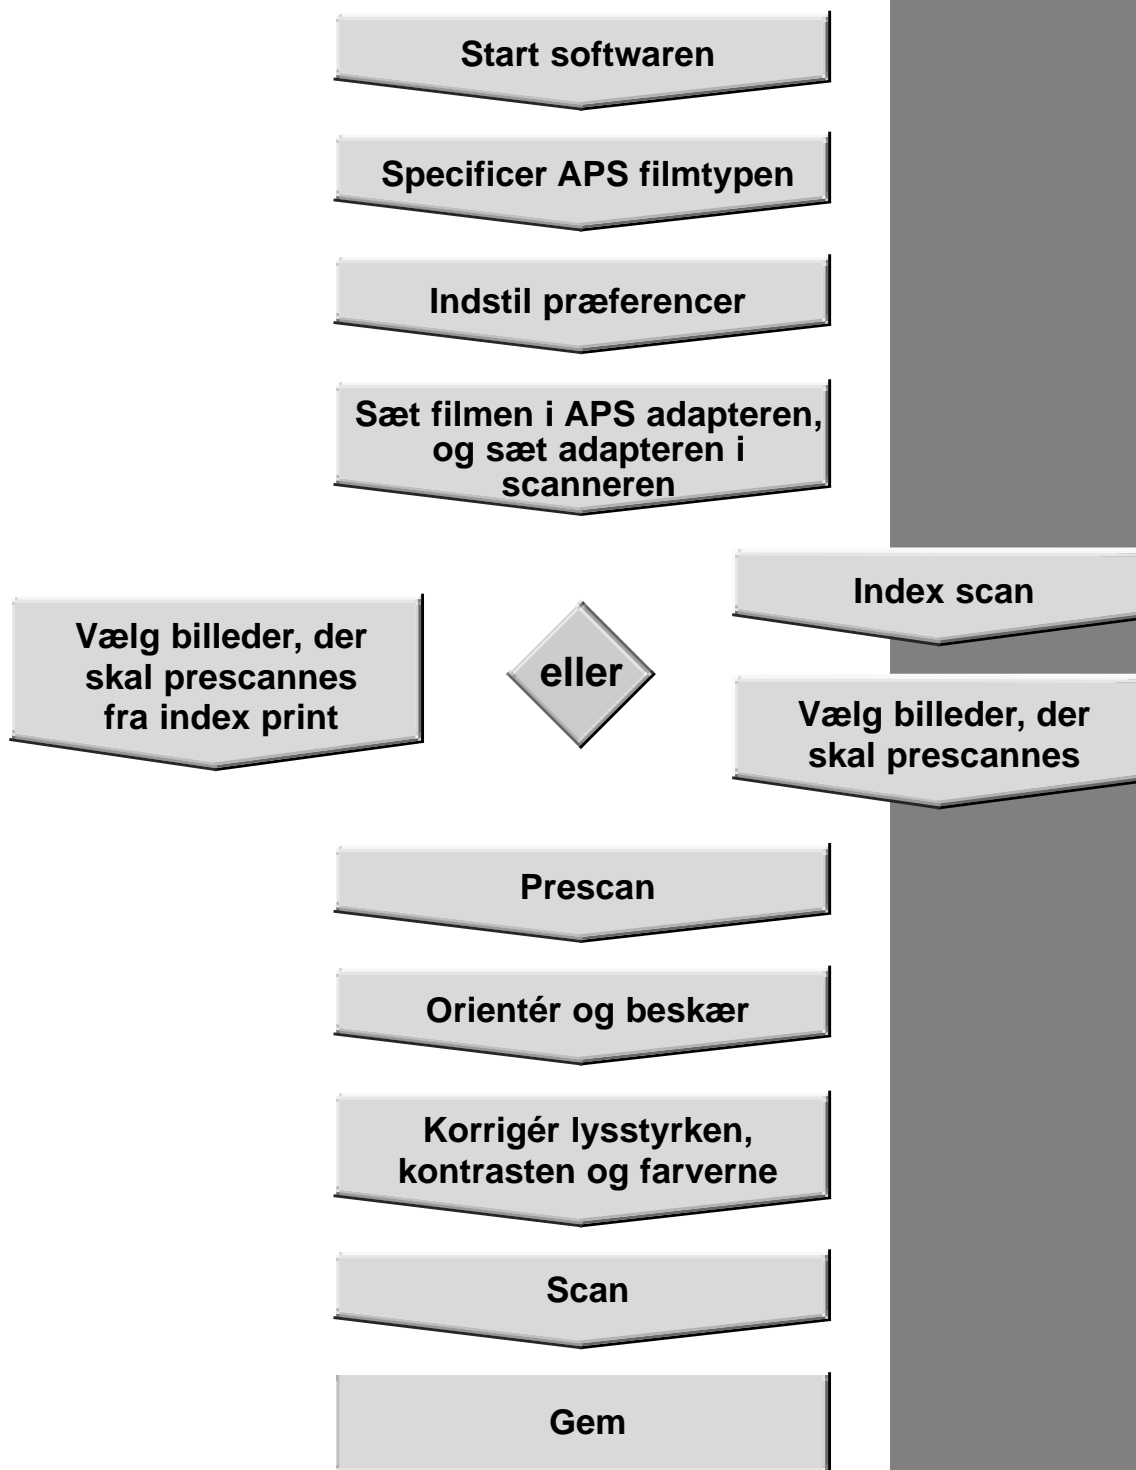 Start softwaren
Specificer APS filmtypen
Indstil præferencer
Sæt filmen i APS adapteren,
og sæt adapteren i
scanneren
Vælg billeder, der
skal prescannes
fra index print
eller
Index scan
Vælg billeder, der
skal prescannes
Prescan
Orientér og beskær
Korrigér lysstyrken,
kontrasten og farverne
Scan
Gem